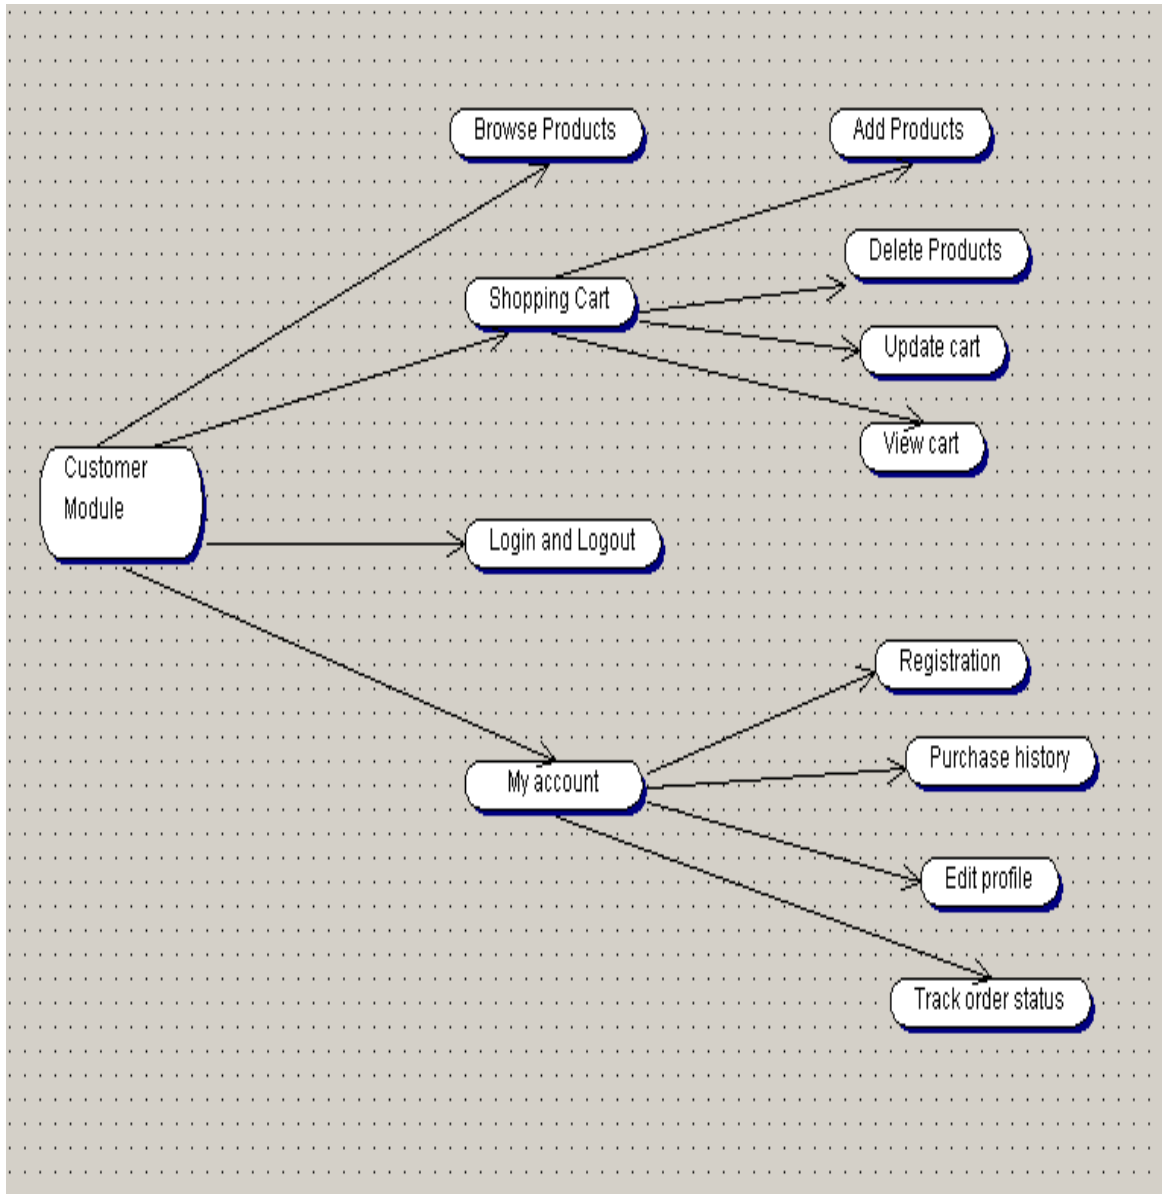 Browse Products
Add Products
Delete Products
Shopping Cart
Update cart
View cart
Customer
Module
Login and Logout
Registration
Purchase history
My account
Edit profile
Track order status